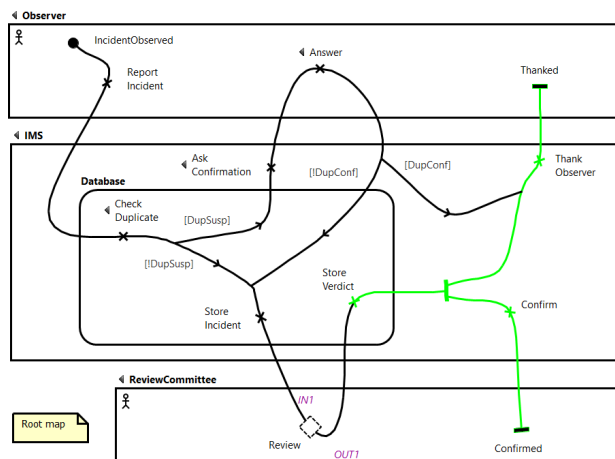 Observer
IncidentObserved
Answer
Report
Incident
Thanked
IMS
Ask
Confirmation
[!DupConf]
[DupConf]
Thank
Observer
Database
Check
Duplicate
[DupSusp]
[!DupSusp]
Store
Verdict
Store
Incident
Confirm
ReviewCommittee
IN1
Root map
Review
OUT1
Confirmed